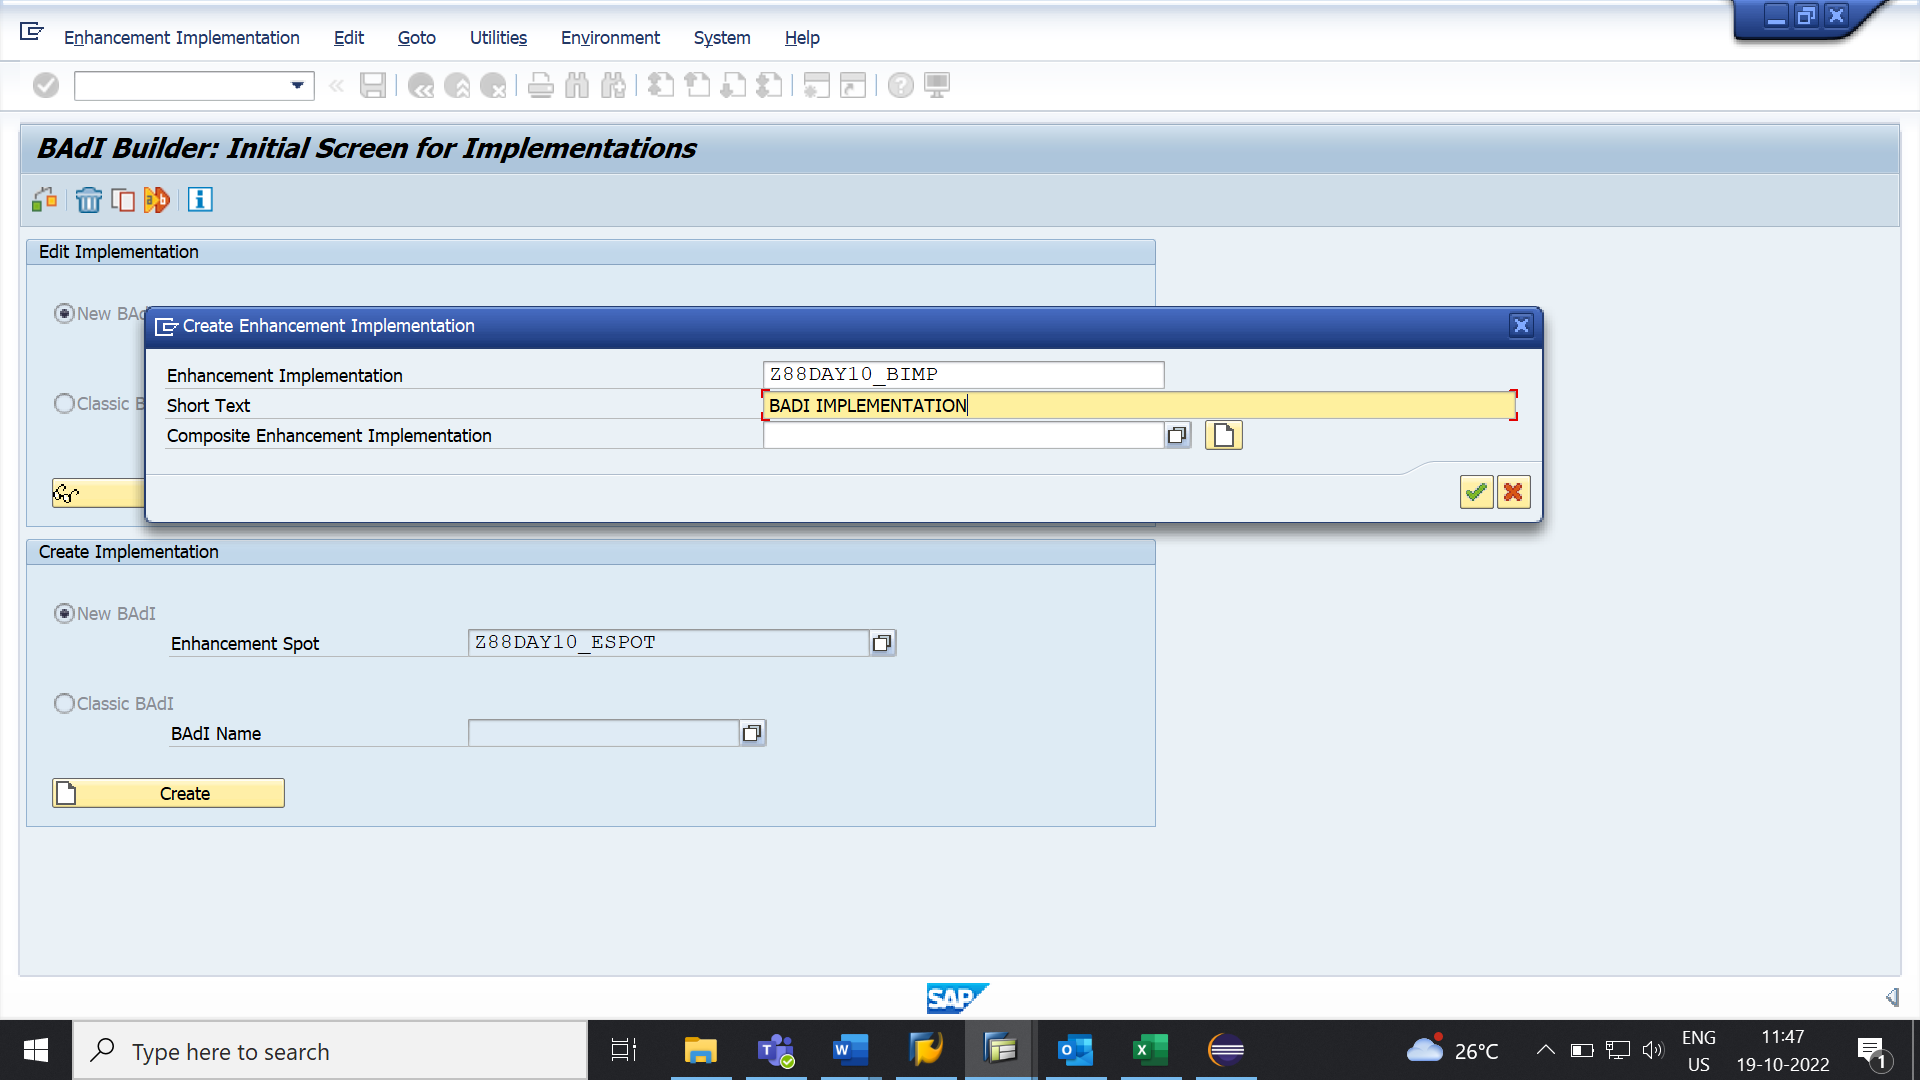 Enhancement Implementation Edit Goto Utilities Environment System Help
BAdI Builder: Initial Screen for Implementations
Edit Implementation
New BAd
Create Enhancement Implementation
Enhancement Implementation Z88DAY10_BIMP
Classic B
Short Text BADI IMPLEMENTATION
Composite Enhancement Implementation
Create Implementation
New BAdI
Enhancement Spot Z88DAY10_ESPOT
Classic BAdI
BAdI Name
Create
SAP
Type here to search
26°C
ENG
US
11:47
19-10-2022
1